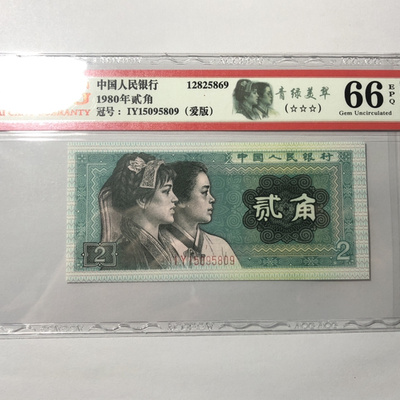 中国人民银行 12825869
1980年贰角
冠号：IY15095809 (爱版)
青绿美翠
(☆☆☆)
66 EPQ
Gem Uncirculated
中国人民银行
贰角
2 2
IY15095809